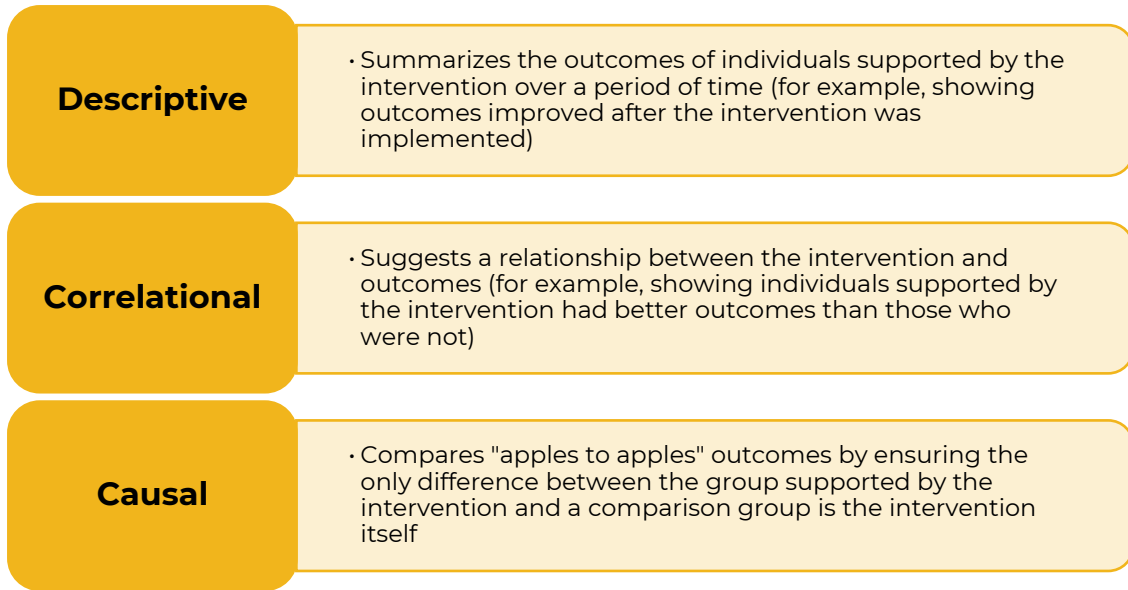 Descriptive
• Summarizes the outcomes of individuals supported by the
intervention over a period of time (for example, showing
outcomes improved after the intervention was
implemented)
Correlational
• Suggests a relationship between the intervention and
outcomes (for example, showing individuals supported by
the intervention had better outcomes than those who
were not)
Causal
• Compares "apples to apples" outcomes by ensuring the
only difference between the group supported by the
intervention and a comparison group is the intervention
itself